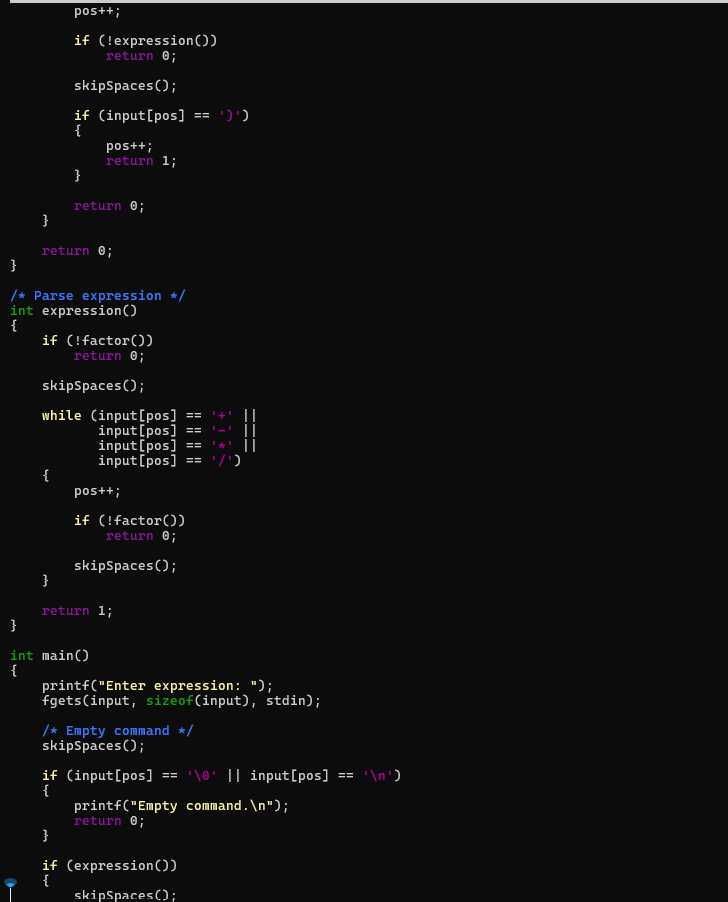 pos++;

        if (!expression())
            return 0;

        skipSpaces();

        if (input[pos] == ')')
        {
            pos++;
            return 1;
        }

        return 0;
    }

    return 0;
}

/* Parse expression */
int expression()
{
    if (!factor())
        return 0;

    skipSpaces();

    while (input[pos] == '+' ||
           input[pos] == '-' ||
           input[pos] == '*' ||
           input[pos] == '/')
    {
        pos++;

        if (!factor())
            return 0;

        skipSpaces();
    }

    return 1;
}

int main()
{
    printf("Enter expression: ");
    fgets(input, sizeof(input), stdin);

    /* Empty command */
    skipSpaces();

    if (input[pos] == '\0' || input[pos] == '\n')
    {
        printf("Empty command.\n");
        return 0;
    }

    if (expression())
    {
        skipSpaces();